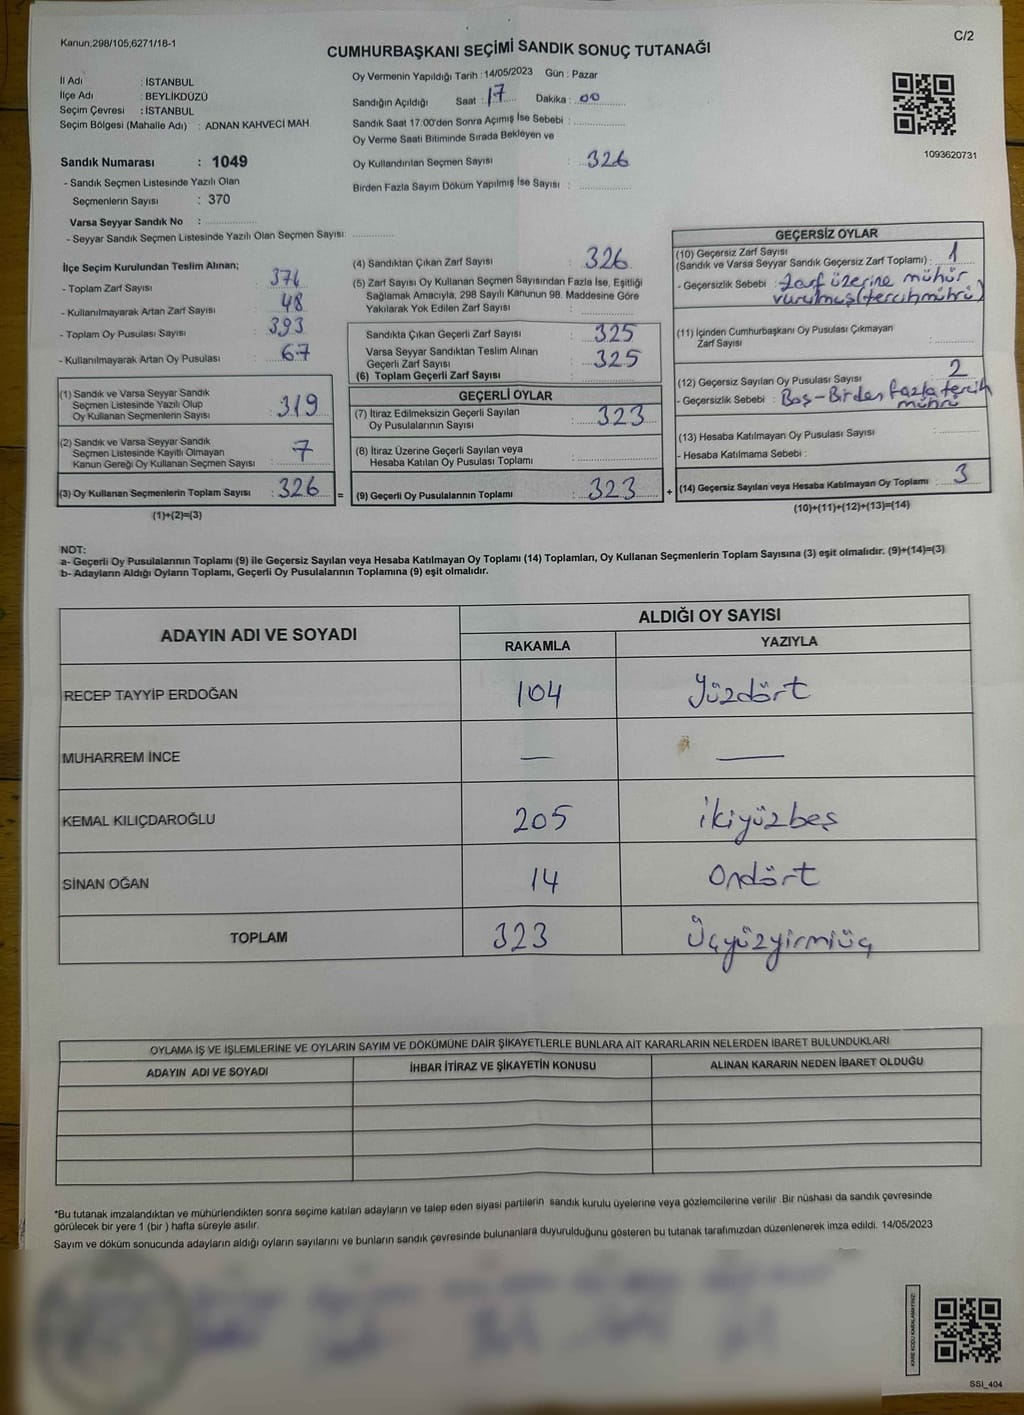 Kanun:298/105;6271/18-1
C/2
CUMHURBAŞKANI SEÇİMİ SANDIK SONUÇ TUTANAĞI
İl Adı : İSTANBUL
İlçe Adı : BEYLİKDÜZÜ
Seçim Çevresi : İSTANBUL
Seçim Bölgesi (Mahalle Adı) : ADNAN KAHVECİ MAH.
Sandık Numarası : 1049
- Sandık Seçmen Listesinde Yazılı Olan
Seçmenlerin Sayısı : 370
Varsa Seyyar Sandık No :
- Seyyar Sandık Seçmen Listesinde Yazılı Olan Seçmen Sayısı:
Oy Vermenin Yapıldığı Tarih : 14/05/2023 Gün : Pazar
Sandığın Açıldığı Saat : 17 Dakika : 00
Sandık Saat 17:00'den Sonra Açımış İse Sebebi :
Oy Verme Saati Bitiminde Sırada Bekleyen ve
Oy Kullandırılan Seçmen Sayısı : 326
Birden Fazla Sayım Döküm Yapılmış İse Sayısı :
1093620731
İlçe Seçim Kurulundan Teslim Alınan;
- Toplam Zarf Sayısı : 374
- Kullanılmayarak Artan Zarf Sayısı : 48
- Toplam Oy Pusulası Sayısı : 393
- Kullanılmayarak Artan Oy Pusulası : 67
(1) Sandık ve Varsa Seyyar Sandık
Seçmen Listesinde Yazılı Olup
Oy Kullanan Seçmenlerin Sayısı : 319
(2) Sandık ve Varsa Seyyar Sandık
Seçmen Listesinde Kayıtlı Olmayan
Kanun Gereği Oy Kullanan Seçmen Sayısı : 7
(3) Oy Kullanan Seçmenlerin Toplam Sayısı : 326 =
(1)+(2)=(3)
(4) Sandıktan Çıkan Zarf Sayısı : 326
(5) Zarf Sayısı Oy Kullanan Seçmen Sayısından Fazla İse, Eşitliği
Sağlamak Amacıyla, 298 Sayılı Kanunun 98. Maddesine Göre
Yakılarak Yok Edilen Zarf Sayısı :
Sandıkta Çıkan Geçerli Zarf Sayısı : 325
Varsa Seyyar Sandıktan Teslim Alınan
Geçerli Zarf Sayısı : 325
(6) Toplam Geçerli Zarf Sayısı :
GEÇERLİ OYLAR
(7) İtiraz Edilmeksizin Geçerli Sayılan
Oy Pusulalarının Sayısı : 323
(8) İtiraz Üzerine Geçerli Sayılan veya
Hesaba Katılan Oy Pusulası Toplamı :
(9) Geçerli Oy Pusulalarının Toplamı : 323 +
GEÇERSİZ OYLAR
(10) Geçersiz Zarf Sayısı
(Sandık ve Varsa Seyyar Sandık Geçersiz Zarf Toplamı) : 1
- Geçersizlik Sebebi : Zarf üzerine mühür
vurulmuş (tercih mührü)
(11) İçinden Cumhurbaşkanı Oy Pusulası Çıkmayan
Zarf Sayısı :
(12) Geçersiz Sayılan Oy Pusulası Sayısı : 2
- Geçersizlik Sebebi : Boş-Birden fazla tercih
mührü
(13) Hesaba Katılmayan Oy Pusulası Sayısı :
- Hesaba Katılmama Sebebi :
(14) Geçersiz Sayılan veya Hesaba Katılmayan Oy Toplamı : 3
(10)+(11)+(12)+(13)=(14)
NOT:
a- Geçerli Oy Pusulalarının Toplamı (9) ile Geçersiz Sayılan veya Hesaba Katılmayan Oy Toplamı (14) Toplamları, Oy Kullanan Seçmenlerin Toplam Sayısına (3) eşit olmalıdır. (9)+(14)=(3)
b- Adayların Aldığı Oyların Toplamı, Geçerli Oy Pusulalarının Toplamına (9) eşit olmalıdır.
ADAYIN ADI VE SOYADI
ALDIĞI OY SAYISI
RAKAMLA YAZIYLA
RECEP TAYYİP ERDOĞAN 104 Yüzdört
MUHARREM İNCE — —
KEMAL KILIÇDAROĞLU 205 İkiyüzbeş
SİNAN OĞAN 14 Ondört
TOPLAM 323 Üçyüzyirmiüç
OYLAMA İŞ VE İŞLEMLERİNE VE OYLARIN SAYIM VE DÖKÜMÜNE DAİR ŞİKAYETLERLE BUNLARA AİT KARARLARIN NELERDEN İBARET BULUNDUKLARI
ADAYIN ADI VE SOYADI İHBAR İTİRAZ VE ŞİKAYETİN KONUSU ALINAN KARARIN NEDEN İBARET OLDUĞU
*Bu tutanak imzalandıktan ve mühürlendikten sonra seçime katılan adayların ve talep eden siyasi partilerin sandık kurulu üyelerine veya gözlemcilerine verilir .Bir nüshası da sandık çevresinde
görülecek bir yere 1 (bir ) hafta süreyle asılır.
Sayım ve döküm sonucunda adayların aldığı oyların sayılarını ve bunların sandık çevresinde bulunanlara duyurulduğunu gösteren bu tutanak tarafımızdan düzenlenerek imza edildi. 14/05/2023
KARE KODU KARALAMAYINIZ!
SSİ_404